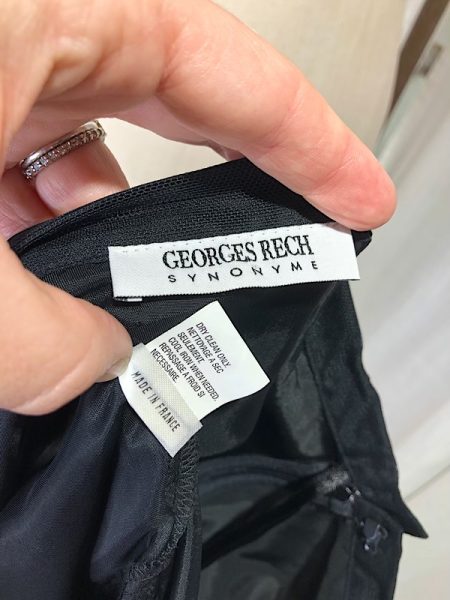 GEORGES RECH
SYNONYME
DRY CLEAN ONLY.
NETTOYAGE A SEC
SEULEMENT.
COOL IRON WHEN NEEDED.
REPASSAGE A FROID SI
NECESSAIRE.
MADE IN FRANCE